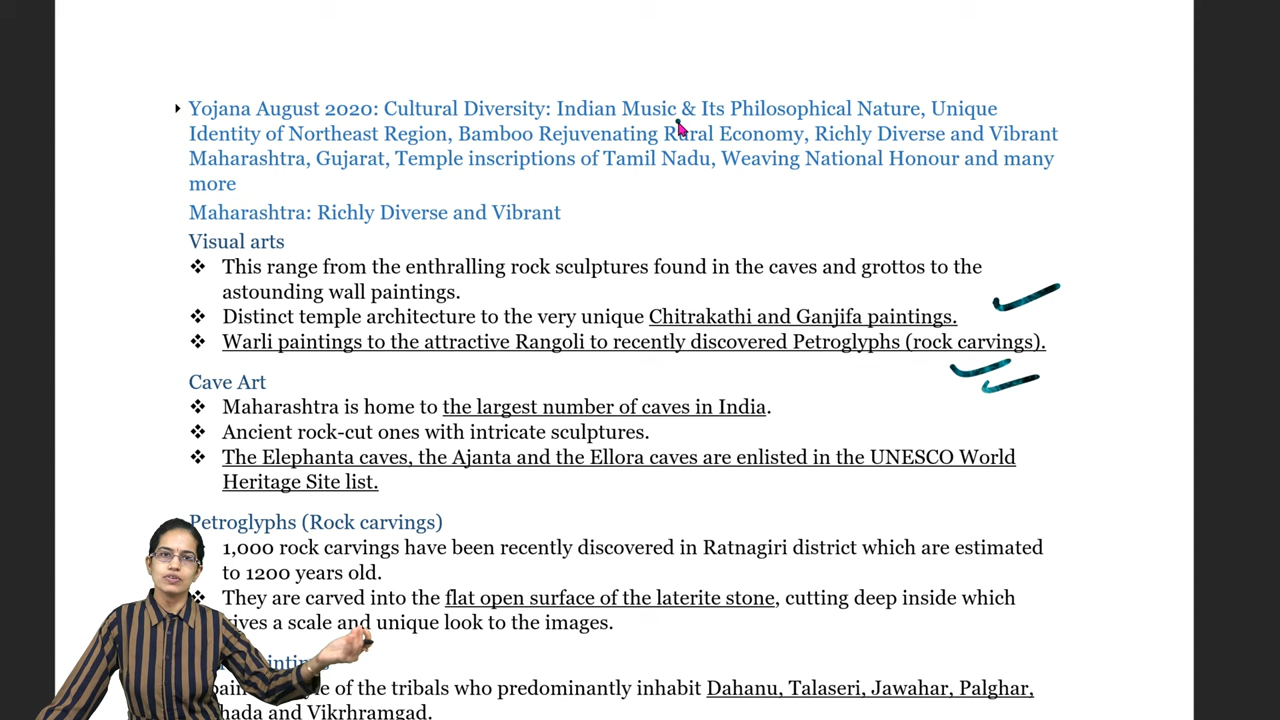 Yojana August 2020: Cultural Diversity: Indian Music & Its Philosophical Nature, Unique
Identity of Northeast Region, Bamboo Rejuvenating Rural Economy, Richly Diverse and Vibrant
Maharashtra, Gujarat, Temple inscriptions of Tamil Nadu, Weaving National Honour and many
more
Maharashtra: Richly Diverse and Vibrant
Visual arts
❖ This range from the enthralling rock sculptures found in the caves and grottos to the
astounding wall paintings.
❖ Distinct temple architecture to the very unique Chitrakathi and Ganjifa paintings.
❖ Warli paintings to the attractive Rangoli to recently discovered Petroglyphs (rock carvings).
Cave Art
❖ Maharashtra is home to the largest number of caves in India.
❖ Ancient rock-cut ones with intricate sculptures.
❖ The Elephanta caves, the Ajanta and the Ellora caves are enlisted in the UNESCO World
Heritage Site list.
Petroglyphs (Rock carvings)
1,000 rock carvings have been recently discovered in Ratnagiri district which are estimated
to 1200 years old.
❖ They are carved into the flat open surface of the laterite stone, cutting deep inside which
gives a scale and unique look to the images.
of the tribals who predominantly inhabit Dahanu, Talaseri, Jawahar, Palghar,
and Vikrhramgad.